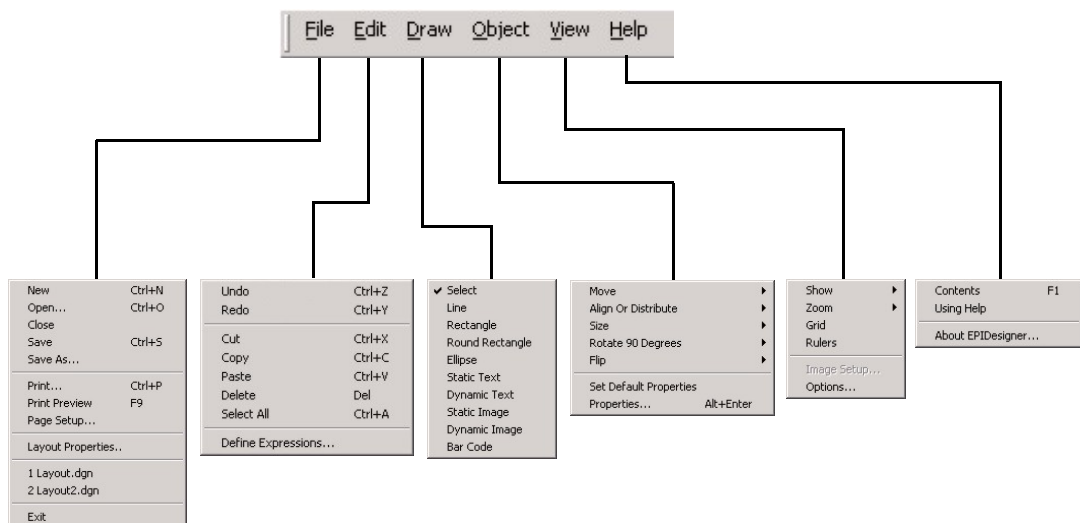 File Edit Draw Object View Help
New Ctrl+N
Open... Ctrl+O
Close
Save Ctrl+S
Save As...
Print... Ctrl+P
Print Preview F9
Page Setup...
Layout Properties..
1 Layout.dgn
2 Layout2.dgn
Exit
Undo Ctrl+Z
Redo Ctrl+Y
Cut Ctrl+X
Copy Ctrl+C
Paste Ctrl+V
Delete Del
Select All Ctrl+A
Define Expressions...
Select
Line
Rectangle
Round Rectangle
Ellipse
Static Text
Dynamic Text
Static Image
Dynamic Image
Bar Code
Move
Align Or Distribute
Size
Rotate 90 Degrees
Flip
Set Default Properties
Properties... Alt+Enter
Show
Zoom
Grid
Rulers
Image Setup...
Options...
Contents F1
Using Help
About EPIDesigner...